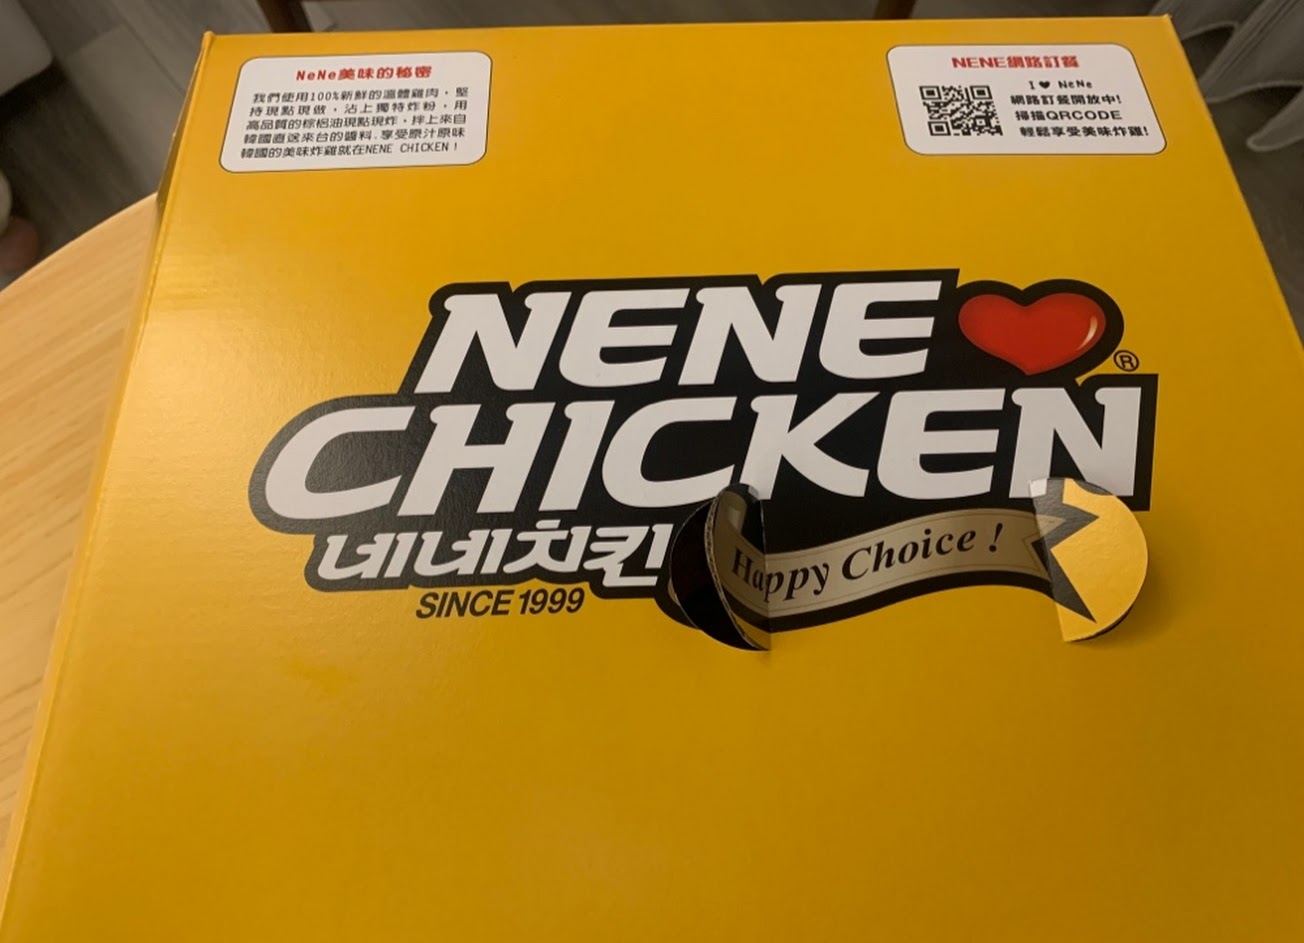 NeNe美味的秘密
我們使用100%新鮮的溫體雞肉，堅
持現點現做，沾上獨特炸粉，用
高品質的棕梠油現點現炸，拌上來自
韓國直送來台的醬料.享受原汁原味
韓國的美味炸雞就在NENE CHICKEN！
NENE網路訂餐
I ♥ NeNe
網路訂餐開放中!
掃描QRCODE
輕鬆享受美味炸雞!
NENE
®
CHICKEN
네네치킨
Happy Choice !
SINCE 1999